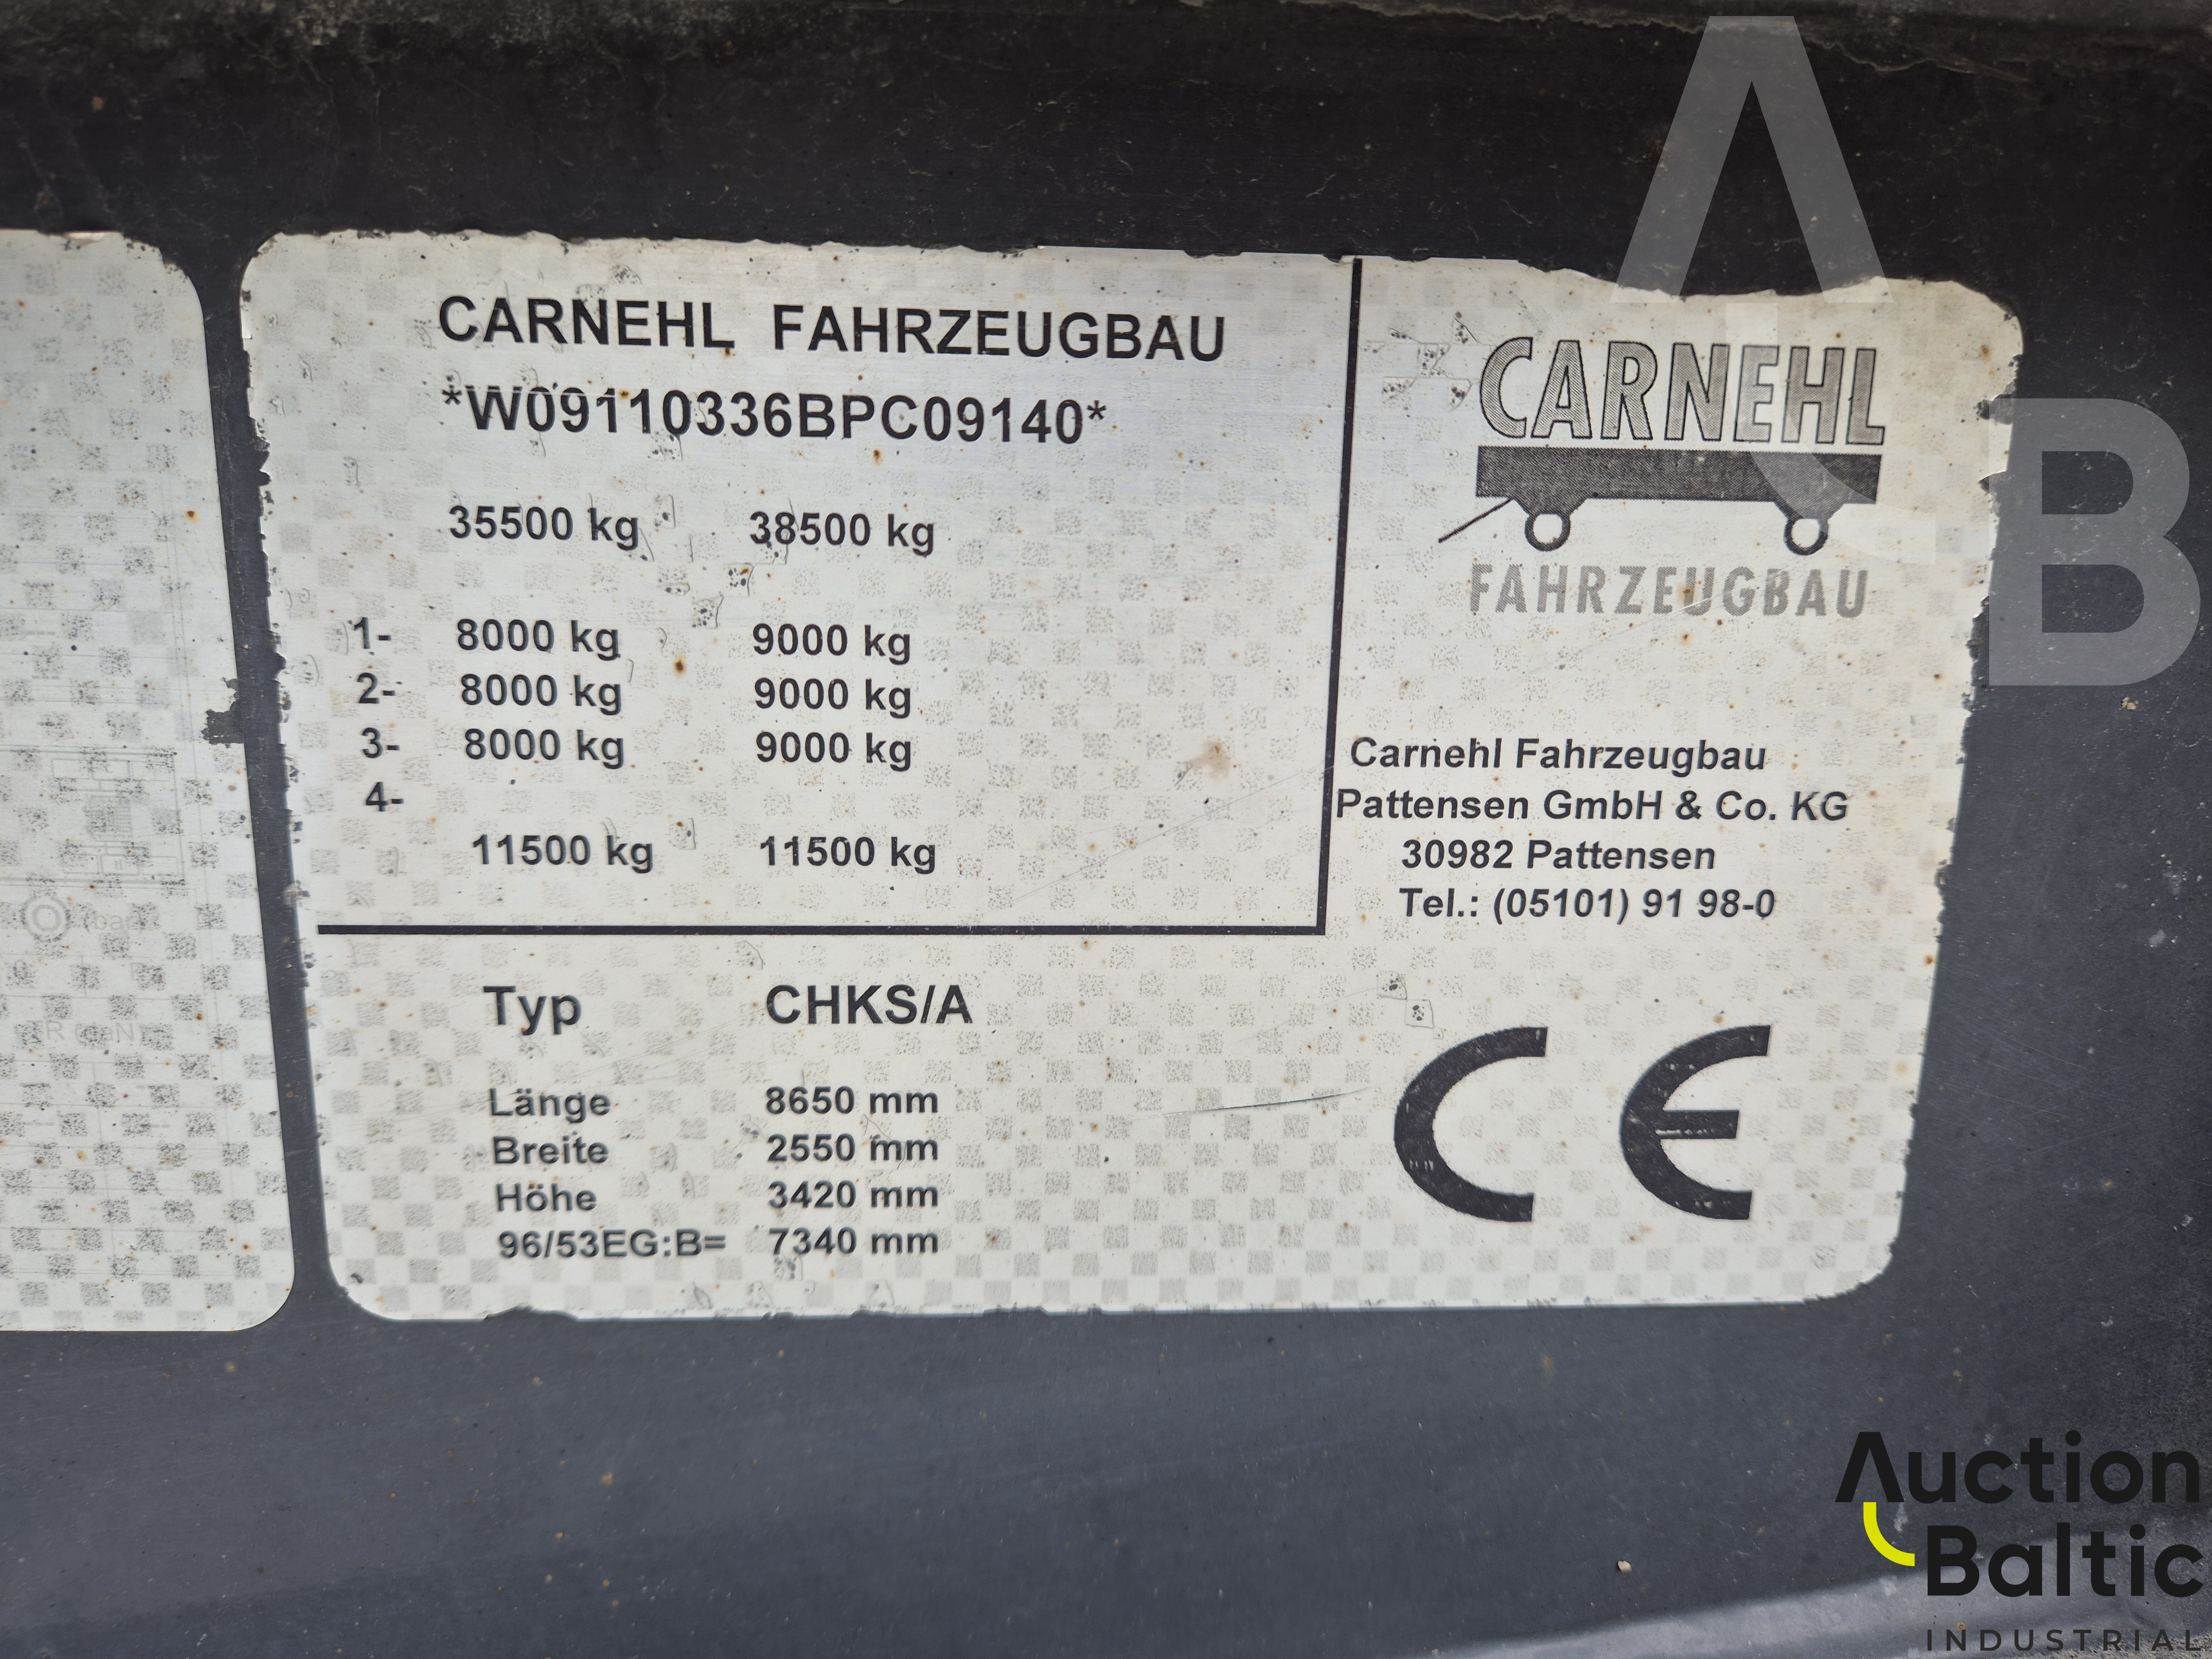 CARNEHL FAHRZEUGBAU
*W09110336BPC09140*
35500 kg 38500 kg
1- 8000 kg 9000 kg
2- 8000 kg 9000 kg
3- 8000 kg 9000 kg
4-
11500 kg 11500 kg
CARNEHL
FAHRZEUGBAU
Carnehl Fahrzeugbau
Pattensen GmbH & Co. KG
30982 Pattensen
Tel.: (05101) 91 98-0
Typ CHKS/A
Länge 8650 mm
Breite 2550 mm
Höhe 3420 mm
96/53EG:B= 7340 mm
CE
AB
Auction
Baltic
INDUSTRIAL